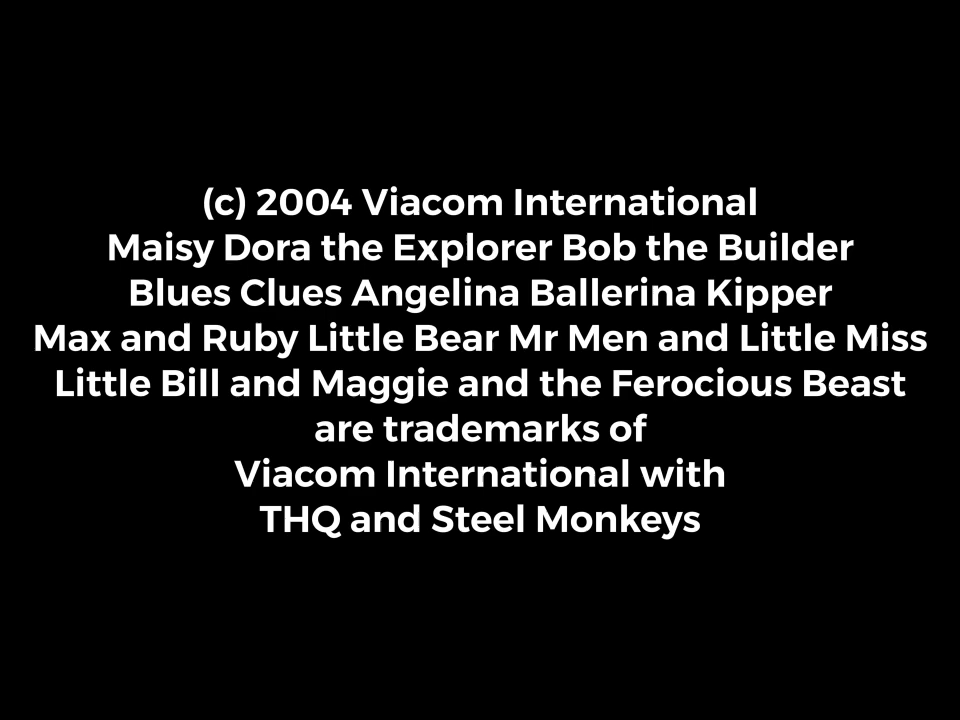 (c) 2004 Viacom International
Maisy Dora the Explorer Bob the Builder
Blues Clues Angelina Ballerina Kipper
Max and Ruby Little Bear Mr Men and Little Miss
Little Bill and Maggie and the Ferocious Beast
are trademarks of
Viacom International with
THQ and Steel Monkeys